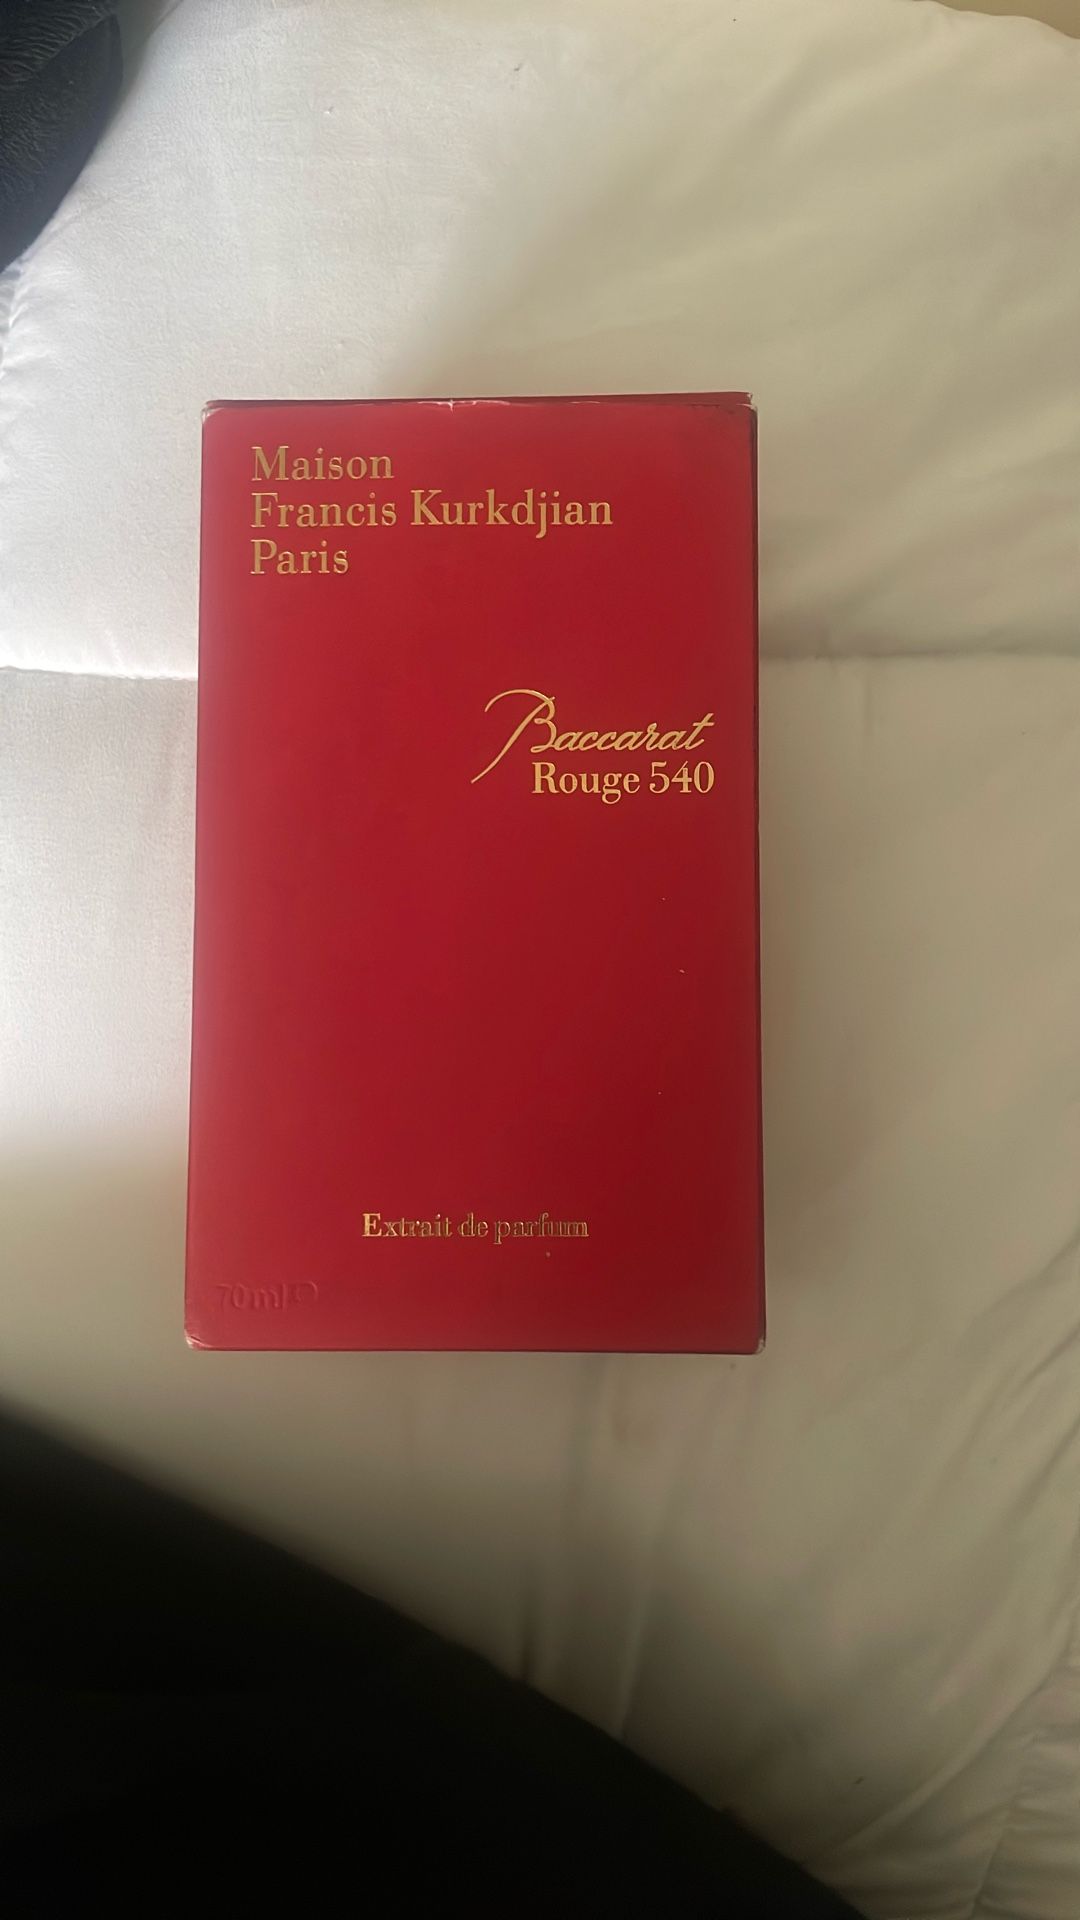 Maison
Francis Kurkdjian
Paris
Baccarat
Rouge 540
Extrait de parfum
70ml